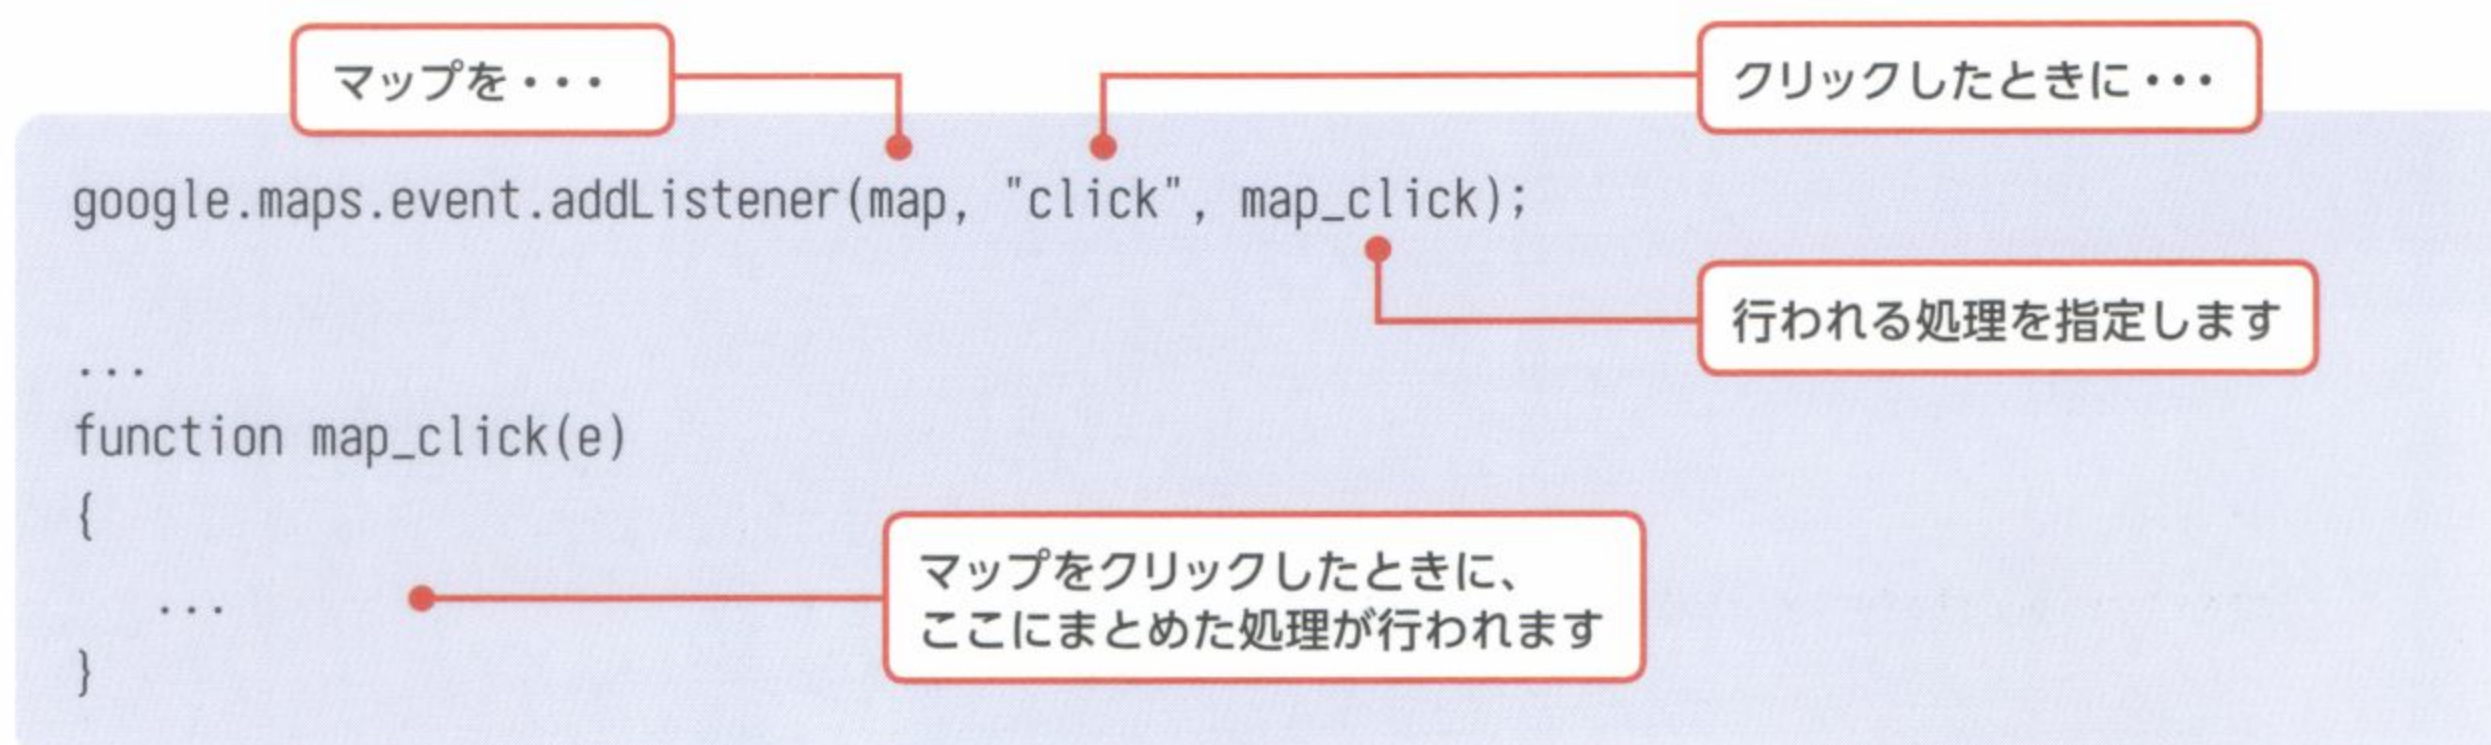 マップを・・・
クリックしたときに・・・
google.maps.event.addListener(map, "click", map_click);
行われる処理を指定します
...
function map_click(e)
{
マップをクリックしたときに、
...
ここにまとめた処理が行われます
}